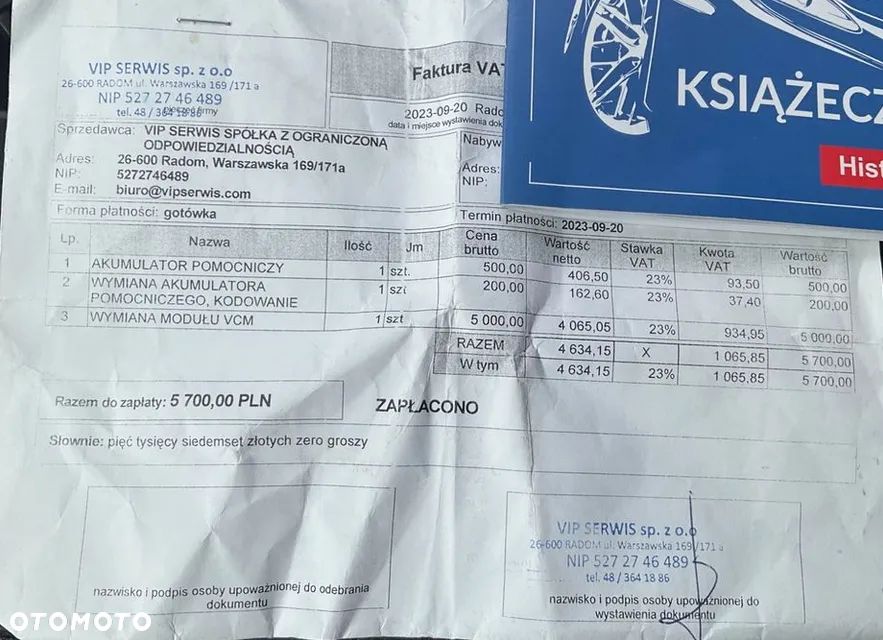 VIP SERWIS sp. z o.o
26-600 RADOM ul. Warszawska 169 /171 a
NIP 527 27 46 489
tel. 48 / 364 18 86
Faktura VAT
2023-09-20 Rado
data i miejsce wystawienia dok
Sprzedawca: VIP SERWIS SPÓŁKA Z OGRANICZONĄ
ODPOWIEDZIALNOŚCIĄ
Adres: 26-600 Radom, Warszawska 169/171a
NIP: 5272746489
E-mail: biuro@vipserwis.com
Nabyw
Adres:
NIP:
KSIĄŻECZ
Hist
Forma płatności: gotówka
Termin płatności: 2023-09-20
Lp. Nazwa Ilość Jm Cena brutto Wartość netto Stawka VAT Kwota VAT Wartość brutto
1 AKUMULATOR POMOCNICZY 1 szt. 500,00 406,50 23% 93,50 500,00
2 WYMIANA AKUMULATORA 1 szt 200,00 162,60 23% 37,40 200,00
POMOCNICZEGO, KODOWANIE
3 WYMIANA MODUŁU VCM 1 szt 5 000,00 4 065,05 23% 934,95 5 000,00
RAZEM 4 634,15 X 1 065,85 5 700,00
W tym 4 634,15 23% 1 065,85 5 700,00
Razem do zapłaty: 5 700,00 PLN
ZAPŁACONO
Słownie: pięć tysięcy siedemset złotych zero groszy
VIP SERWIS sp. z o.o
26-600 RADOM ul. Warszawska 169/171 a
NIP 527 27 46 489
tel. 48 / 364 18 86
nazwisko i podpis osoby upoważnionej do odebrania
dokumentu
nazwisko i podpis osoby upoważnionej do
wystawienia dokumentu
OTOMOTO